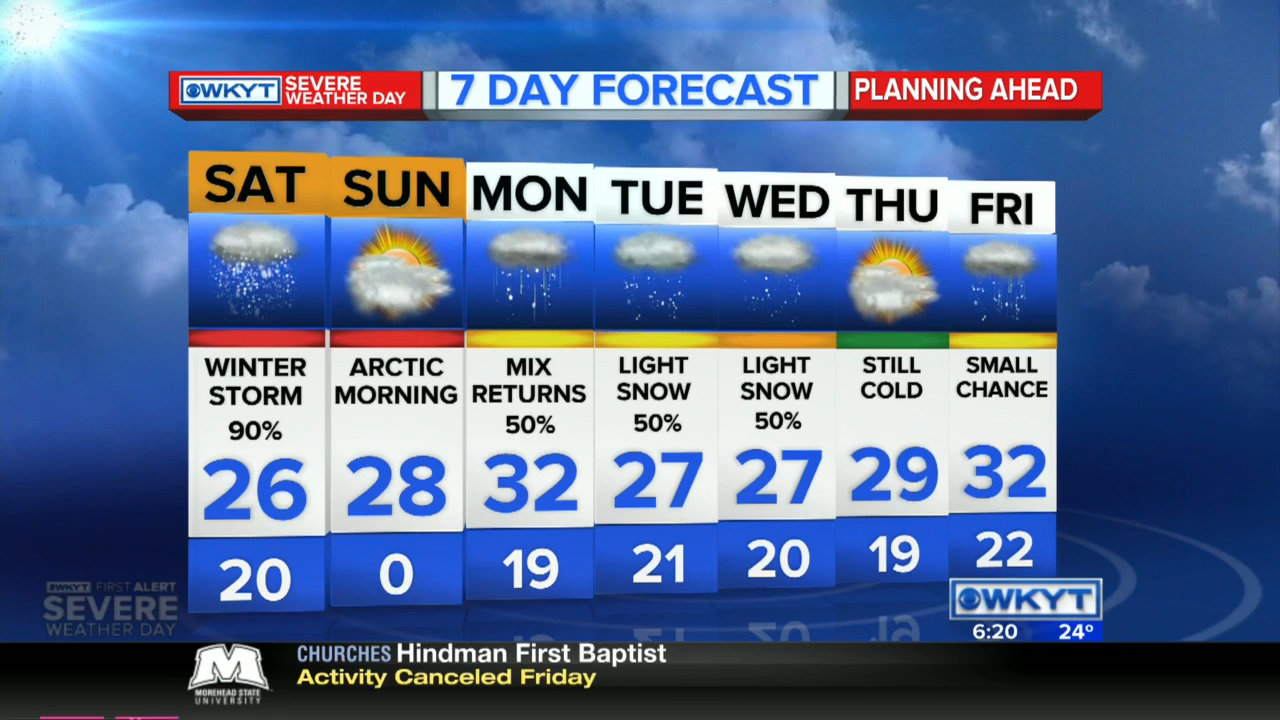 WKYT SEVERE WEATHER DAY
7 DAY FORECAST
PLANNING AHEAD
SAT SUN MON TUE WED THU FRI
WINTER STORM
90%
26
20
ARCTIC MORNING
28
0
MIX RETURNS
50%
32
19
LIGHT SNOW
50%
27
21
LIGHT SNOW
50%
27
20
STILL COLD
29
19
SMALL CHANCE
32
22
WKYT FIRST ALERT
SEVERE
WEATHER DAY
WKYT
6:20 24°
M
MOREHEAD STATE
UNIVERSITY
CHURCHES Hindman First Baptist
Activity Canceled Friday